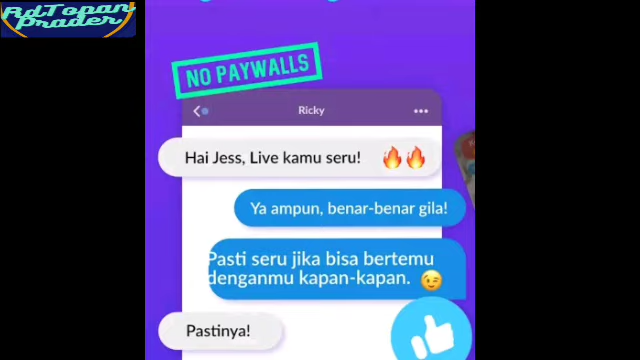 RdTopan
Prader
NO PAYWALLS
Ricky
Hai Jess, Live kamu seru! 🔥🔥
Ya ampun, benar-benar gila!
Pasti seru jika bisa bertemu
denganmu kapan-kapan. 😉
Pastinya!